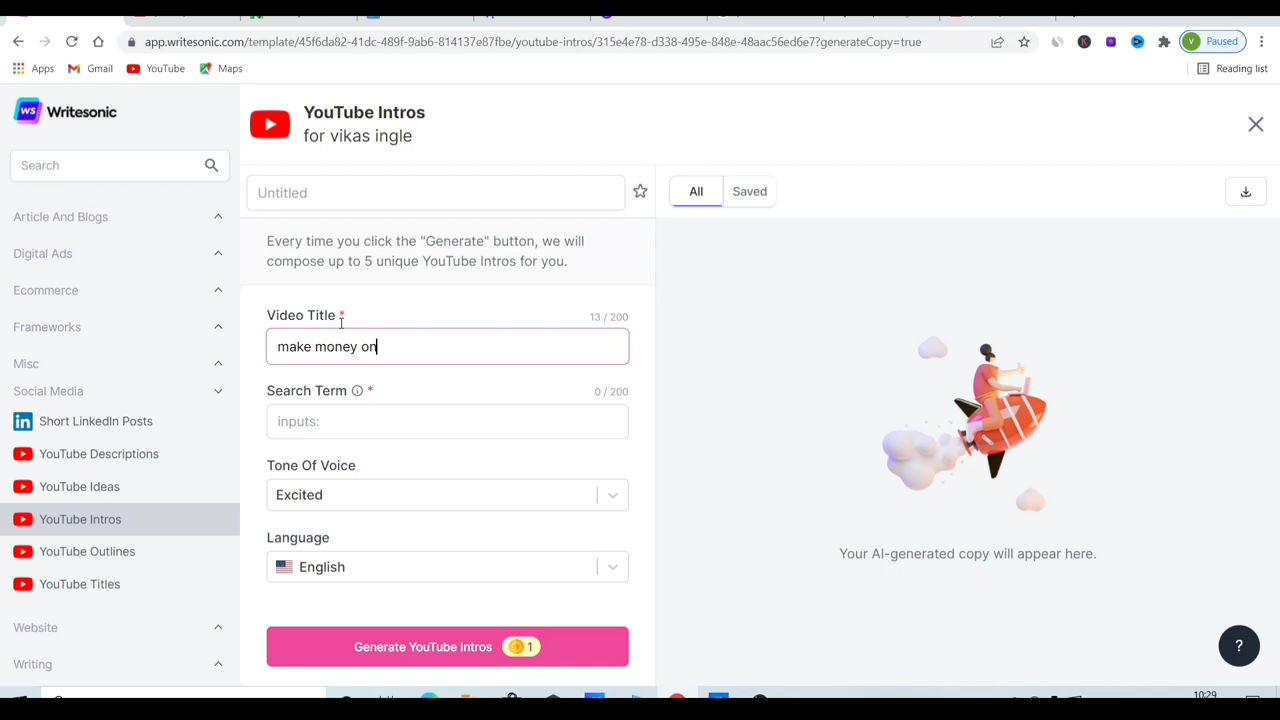 app.writesonic.com/template/45f6da82-41dc-489f-9ab6-814137e87fbe/youtube-intros/315e4e78-d338-495e-848e-48aac56ed6e7?generateCopy=true
V Paused
Apps Gmail YouTube Maps Reading list
WS Writesonic
YouTube Intros
for vikas ingle
Search
Untitled
All Saved
Article And Blogs
Digital Ads
Ecommerce
Frameworks
Misc
Social Media
Short LinkedIn Posts
YouTube Descriptions
YouTube Ideas
YouTube Intros
YouTube Outlines
YouTube Titles
Website
Writing
Every time you click the "Generate" button, we will
compose up to 5 unique YouTube Intros for you.
Video Title * 13 / 200
make money on
Search Term * 0 / 200
inputs:
Tone Of Voice
Excited
Language
English
Generate YouTube Intros 1
Your AI-generated copy will appear here.
?
10:29